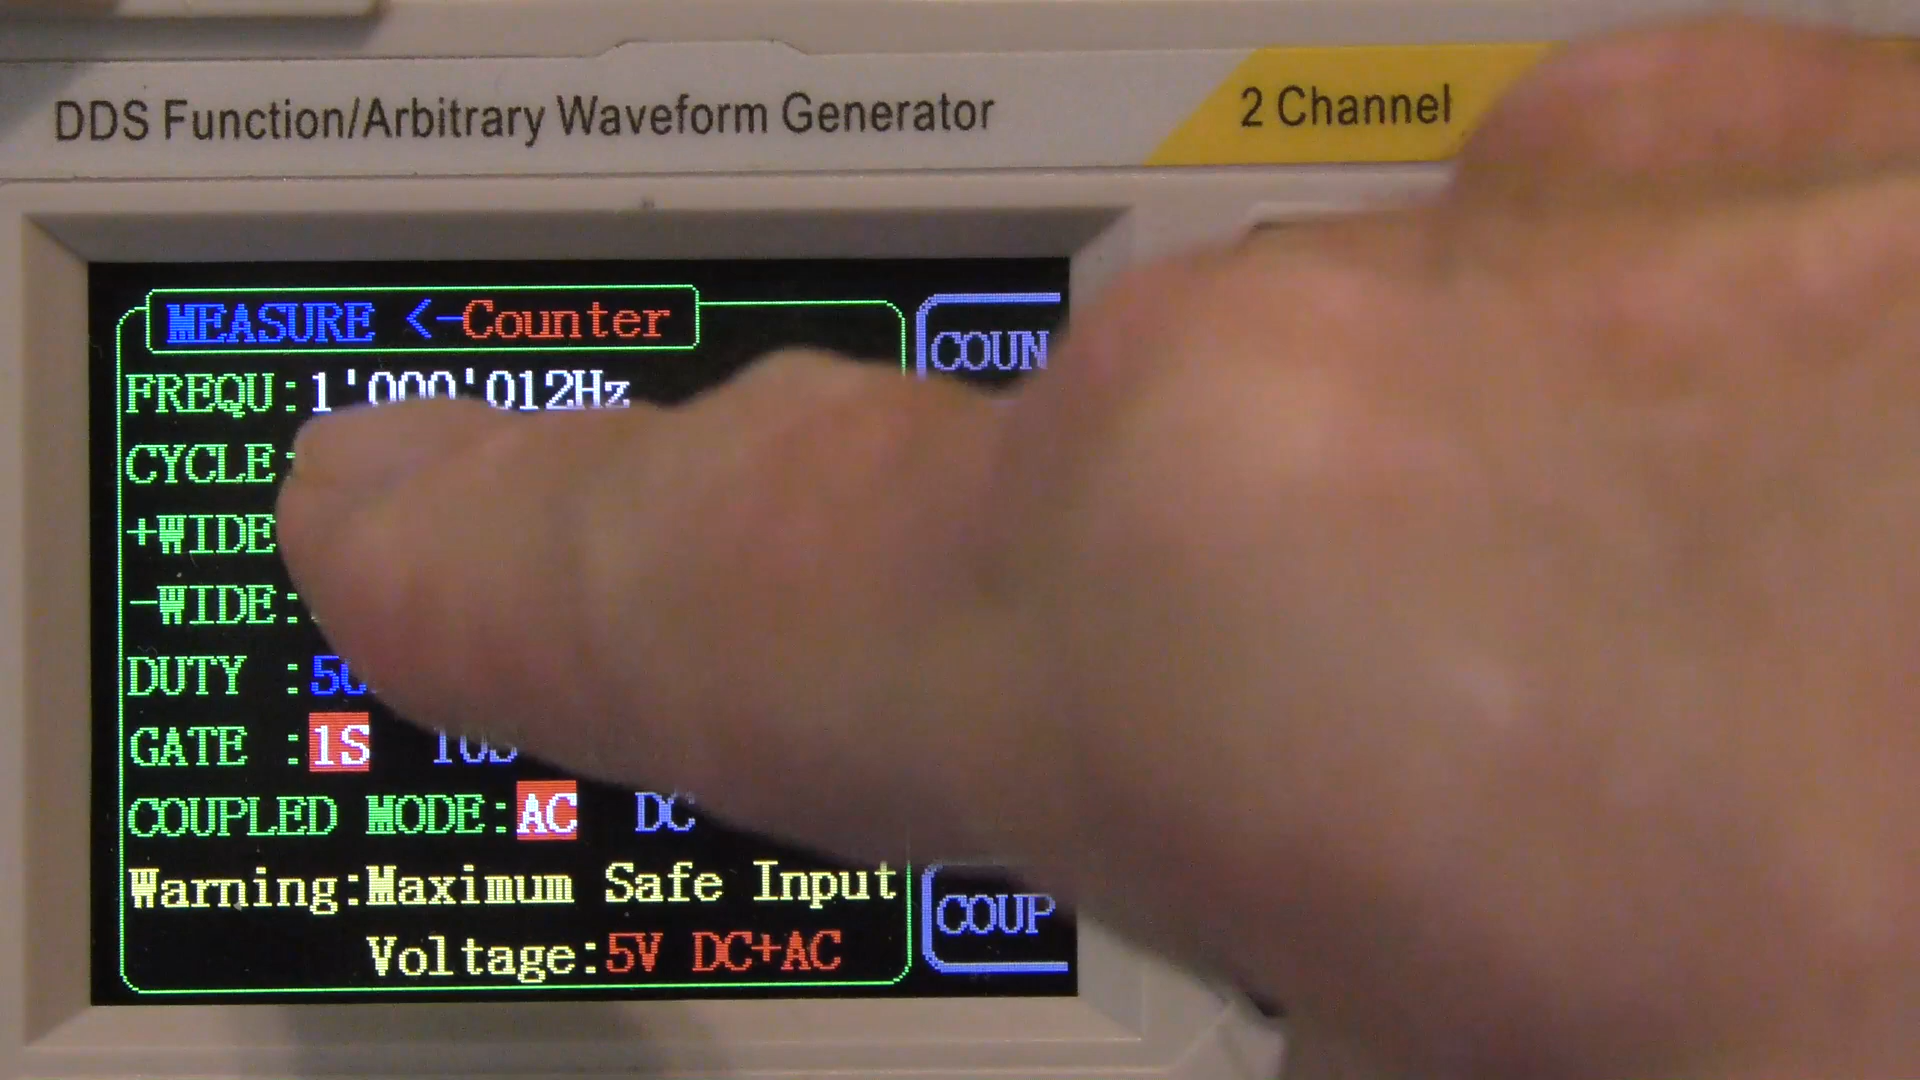 DDS Function/Arbitrary Waveform Generator
2 Channel
MEASURE <-Counter
COUN
FREQU:1'000'012Hz
CYCLE:
+WIDE
-WIDE:
DUTY :
GATE :1S 10S
COUPLED MODE:AC DC
Warning:Maximum Safe Input
Voltage:5V DC+AC
COUP